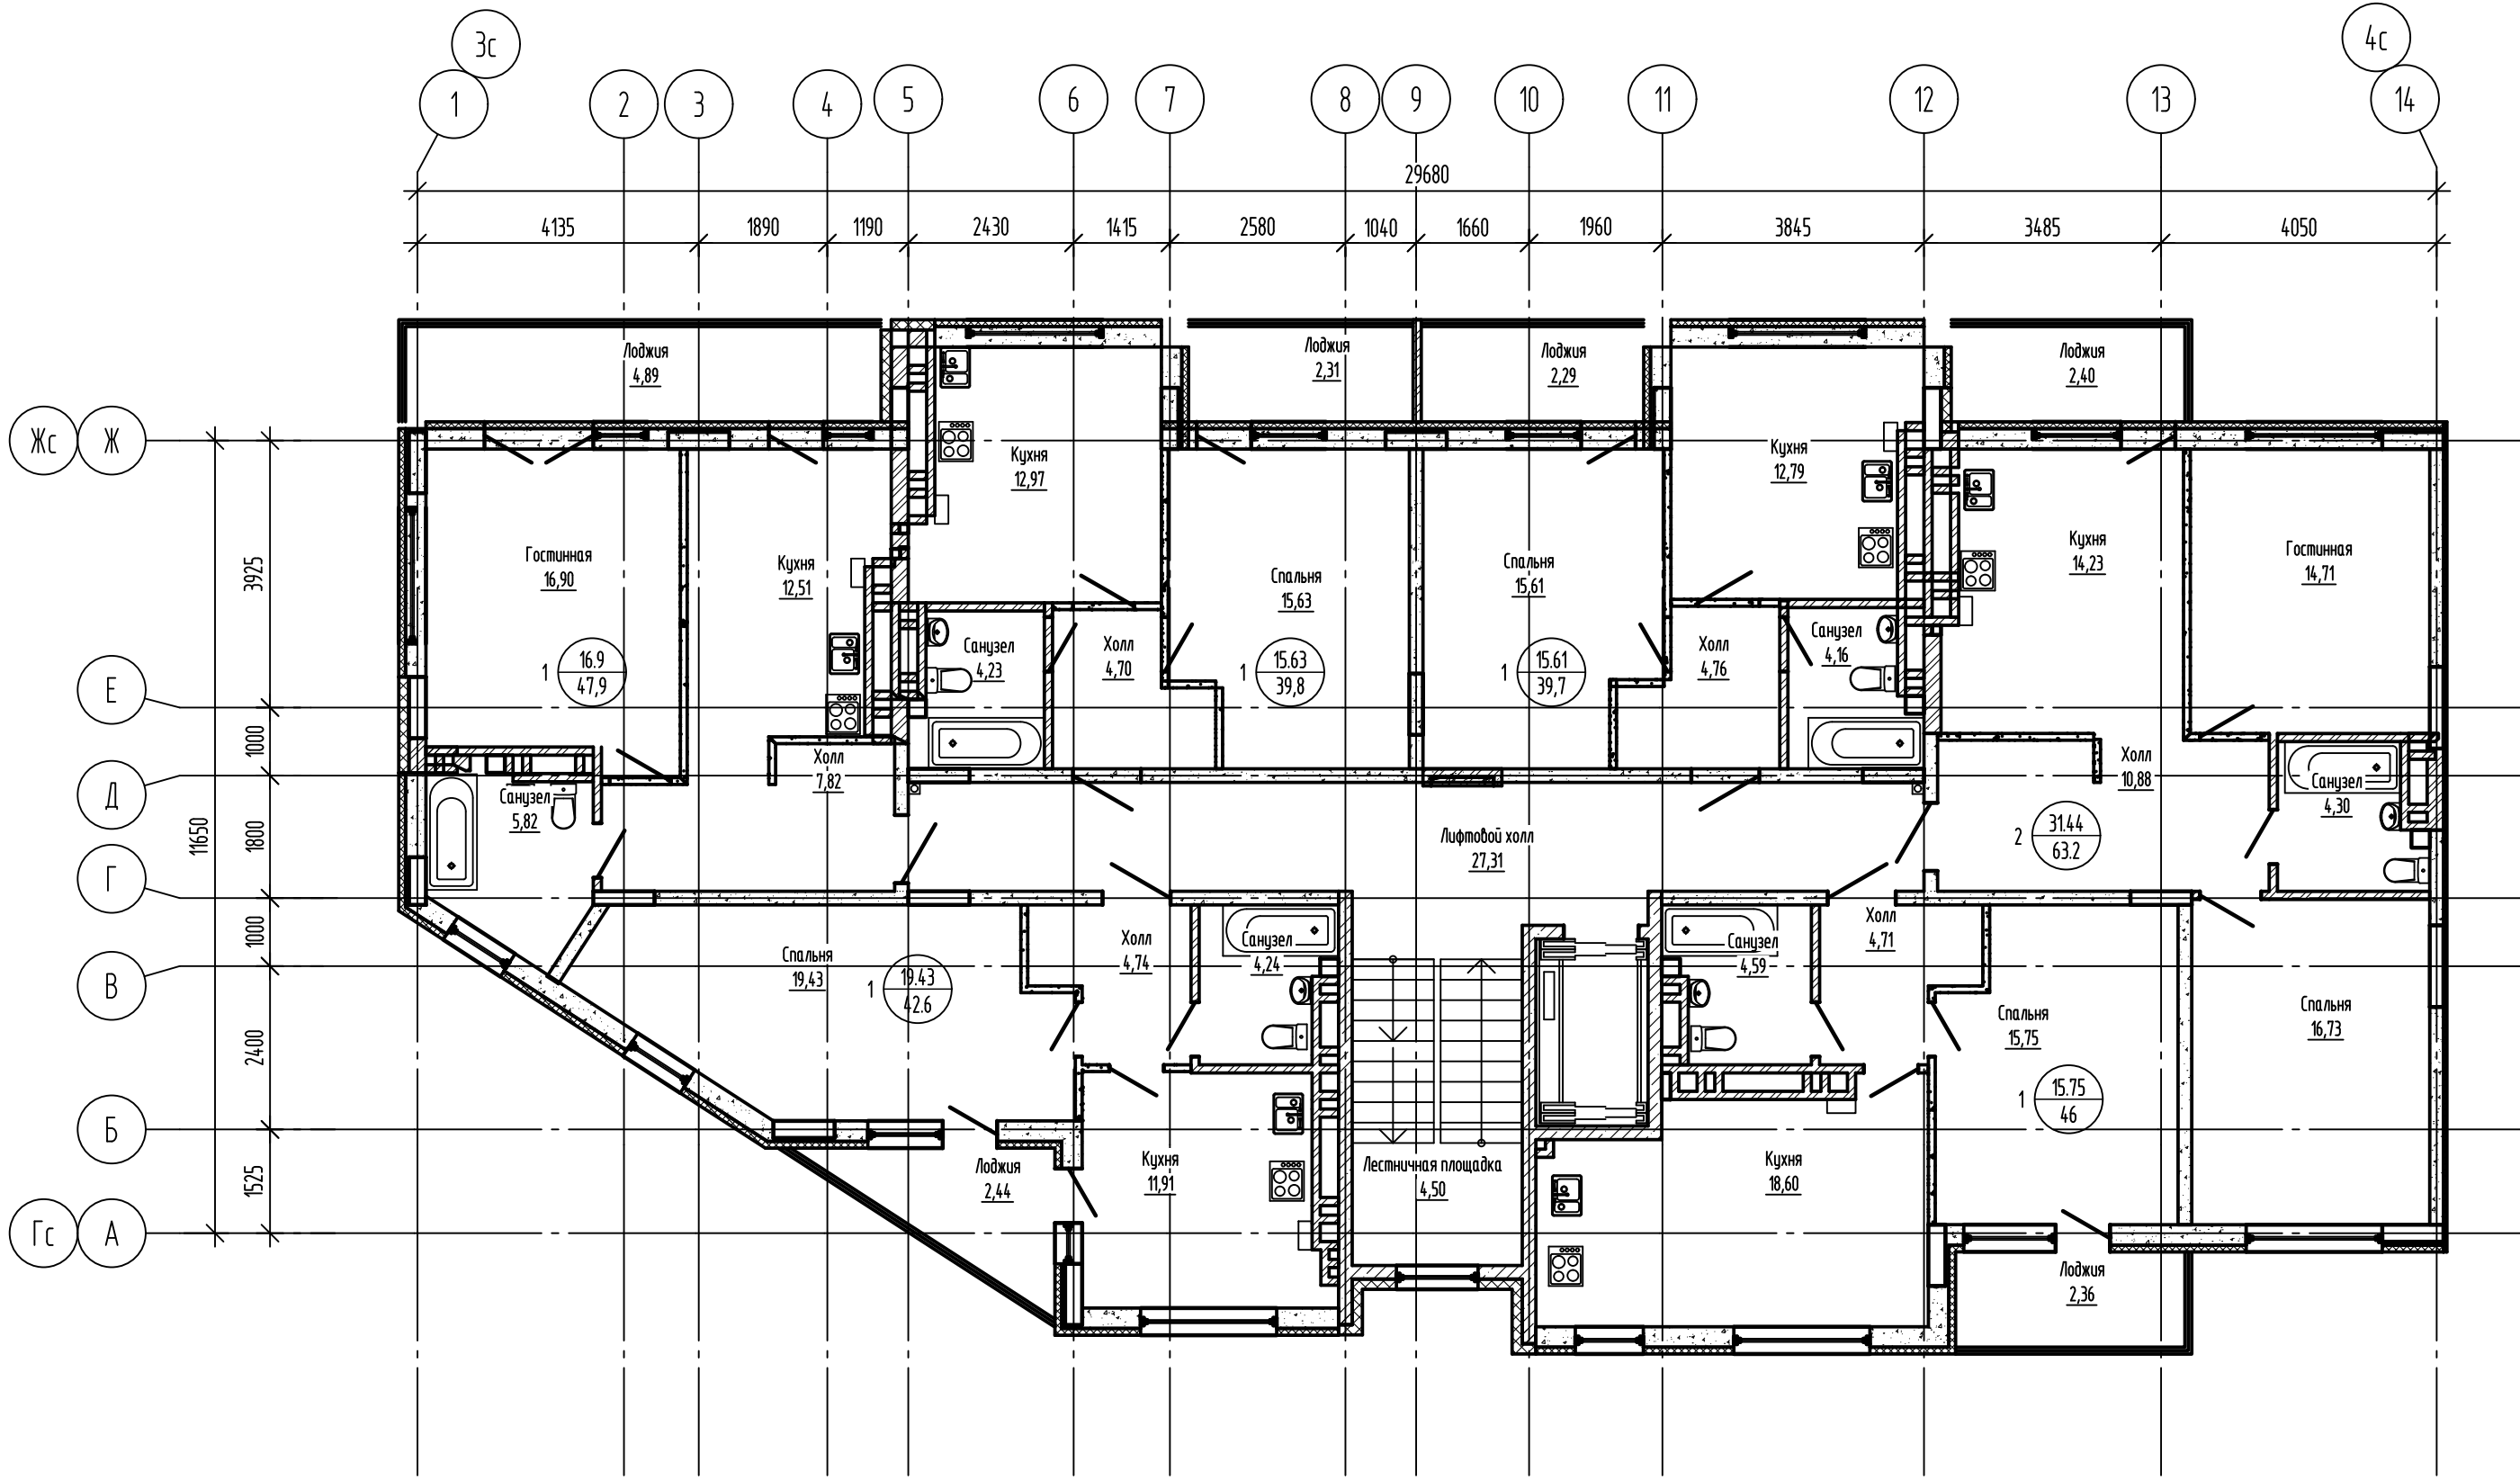 3с
4с
1
2
3
4
5
6
7
8
9
10
11
12
13
14
29680
4135
1890
1190
2430
1415
2580
1040
1660
1960
3845
3485
4050
Лоджия
4,89
Лоджия
2,31
Лоджия
2,29
Лоджия
2,40
Жс
Ж
Кухня
12,97
Кухня
12,79
Гостинная
16,90
Кухня
12,51
Спальня
15,63
Спальня
15,61
Кухня
14,23
Гостинная
14,71
3925
Санузел
4,23
Холл
4,70
Холл
4,76
Санузел
4,16
1
16.9
47,9
1
15.63
39,8
1
15.61
39,7
Е
1000
Холл
7,82
Холл
10,88
Д
Санузел
5,82
Санузел
4,30
11650
1800
Лифтовой холл
27,31
2
31.44
63.2
Г
1000
Спальня
19,43
1
19.43
42.6
Холл
4,74
Санузел
4,24
Санузел
4,59
Холл
4,71
В
2400
Спальня
15,75
Спальня
16,73
1
15.75
46
Б
1525
Лоджия
2,44
Кухня
11,91
Лестничная площадка
4,50
Кухня
18,60
Гс
А
Лоджия
2,36